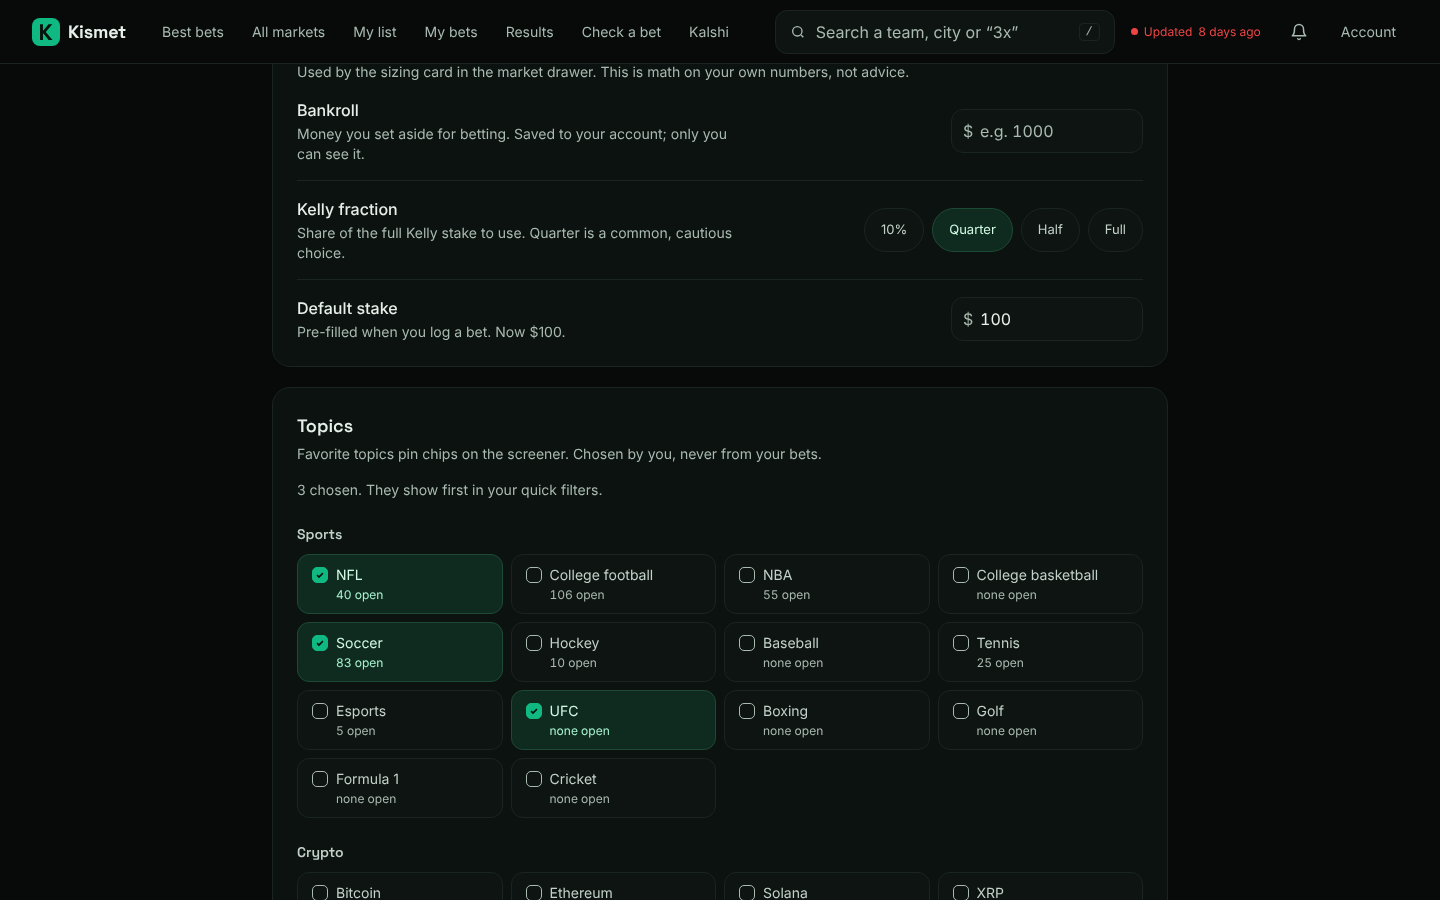 K Kismet
Best bets
All markets
My list
My bets
Results
Check a bet
Kalshi
Search a team, city or “3x”
/
Updated 8 days ago
Account
Used by the sizing card in the market drawer. This is math on your own numbers, not advice.
Bankroll
Money you set aside for betting. Saved to your account; only you
can see it.
$ e.g. 1000
Kelly fraction
Share of the full Kelly stake to use. Quarter is a common, cautious
choice.
10%
Quarter
Half
Full
Default stake
Pre-filled when you log a bet. Now $100.
$ 100
Topics
Favorite topics pin chips on the screener. Chosen by you, never from your bets.
3 chosen. They show first in your quick filters.
Sports
NFL
40 open
College football
106 open
NBA
55 open
College basketball
none open
Soccer
83 open
Hockey
10 open
Baseball
none open
Tennis
25 open
Esports
5 open
UFC
none open
Boxing
none open
Golf
none open
Formula 1
none open
Cricket
none open
Crypto
Bitcoin
Ethereum
Solana
XRP